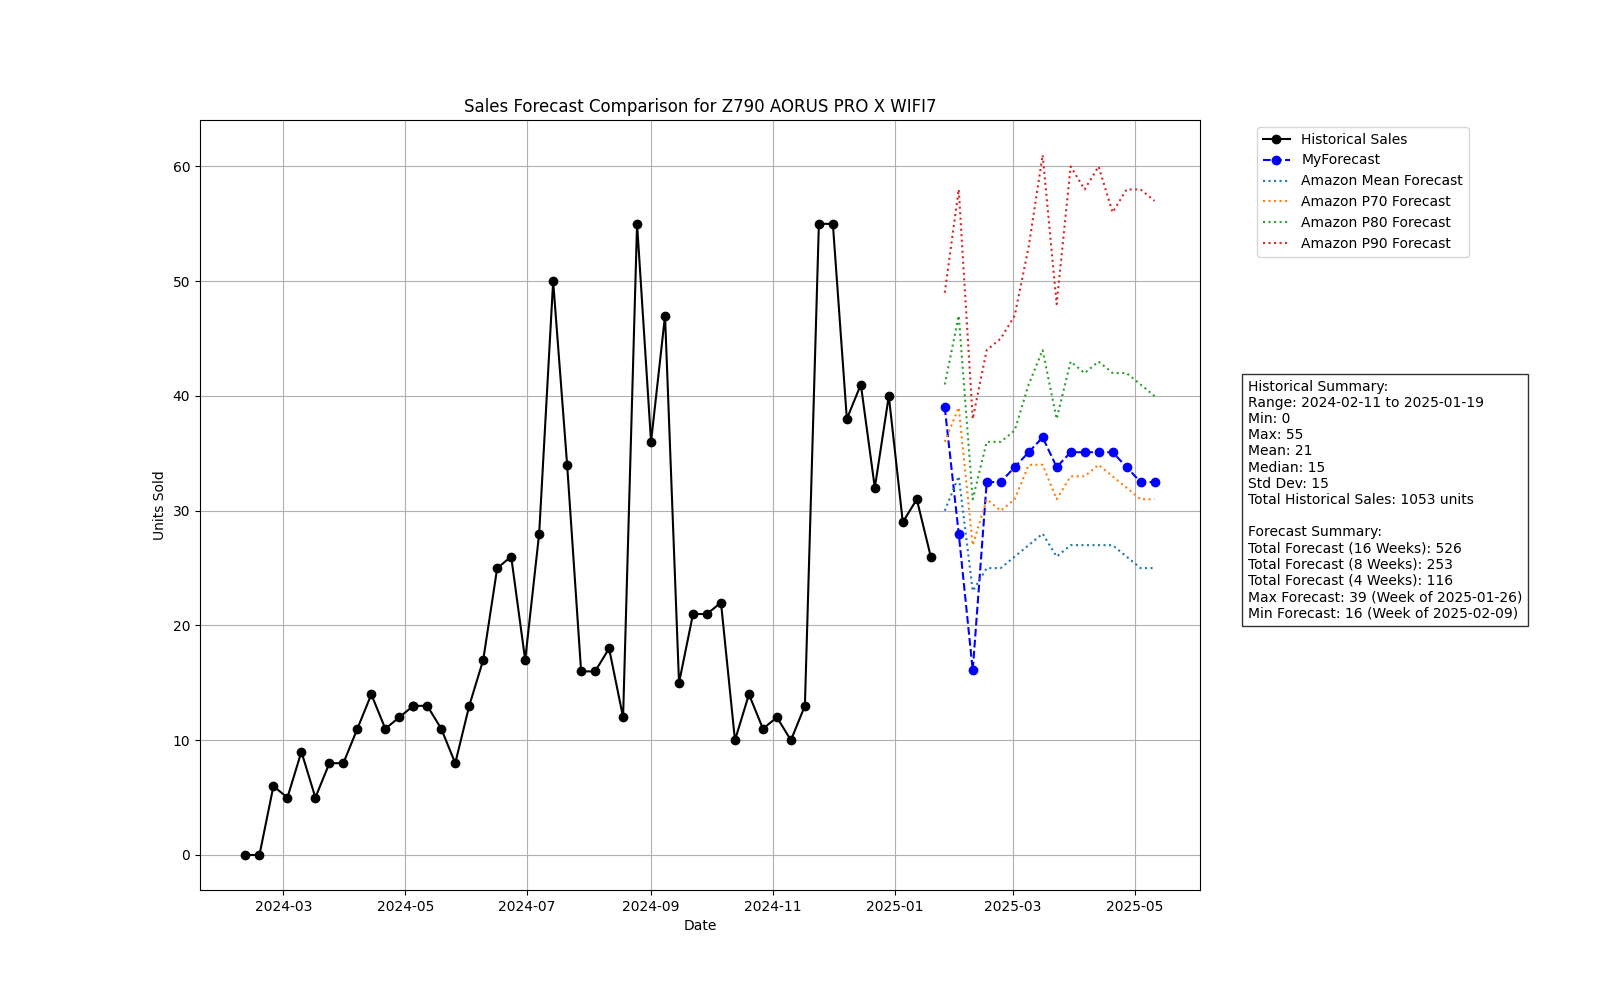 Sales Forecast Comparison for Z790 AORUS PRO X WIFI7
Historical Sales
MyForecast
Amazon Mean Forecast
Amazon P70 Forecast
Amazon P80 Forecast
Amazon P90 Forecast
60
50
40
30
20
10
0
Units Sold
Historical Summary:
Range: 2024-02-11 to 2025-01-19
Min: 0
Max: 55
Mean: 21
Median: 15
Std Dev: 15
Total Historical Sales: 1053 units
Forecast Summary:
Total Forecast (16 Weeks): 526
Total Forecast (8 Weeks): 253
Total Forecast (4 Weeks): 116
Max Forecast: 39 (Week of 2025-01-26)
Min Forecast: 16 (Week of 2025-02-09)
2024-03 2024-05 2024-07 2024-09 2024-11 2025-01 2025-03 2025-05
Date